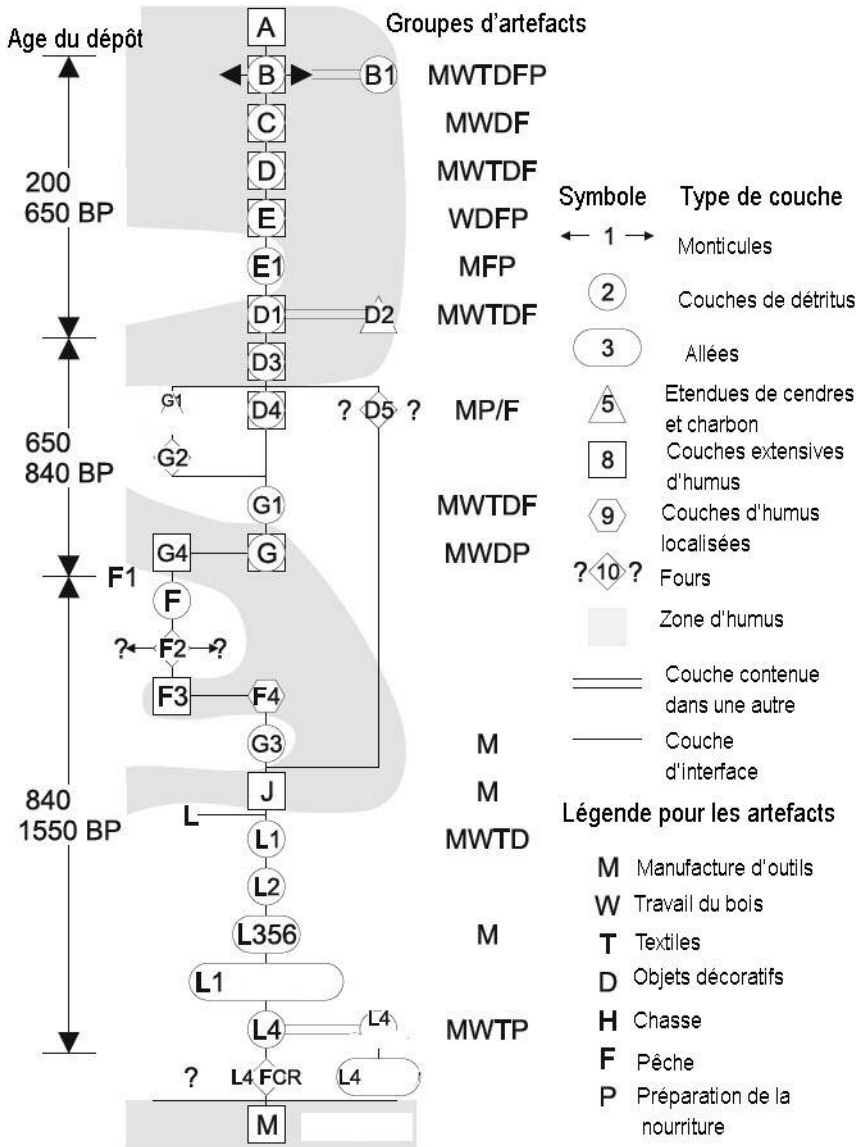 Age du dépôt
Groupes d'artefacts
A
B B1 MWTDFP
C MWDF
D MWTDF
200
650 BP
E WDFP
E1 MFP
D1 D2 MWTDF
D3
G1 D4 ? D5 ? MP/F
650
840 BP
G2
G1 MWTDF
G4 G MWDP
F1
F
? F2 ?
F3 F4
G3 M
J M
840
1550 BP
L
L1 MWTD
L2
L356 M
L1
L4 L4 MWTP
? L4 FCR L4
M
Symbole Type de couche
1 Monticules
2 Couches de détritus
3 Allées
5 Etendues de cendres
et charbon
8 Couches extensives
d'humus
9 Couches d'humus
localisées
? 10 ? Fours
Zone d'humus
Couche contenue
dans une autre
Couche
d'interface
Légende pour les artefacts
M Manufacture d'outils
W Travail du bois
T Textiles
D Objets décoratifs
H Chasse
F Pêche
P Préparation de la
nourriture